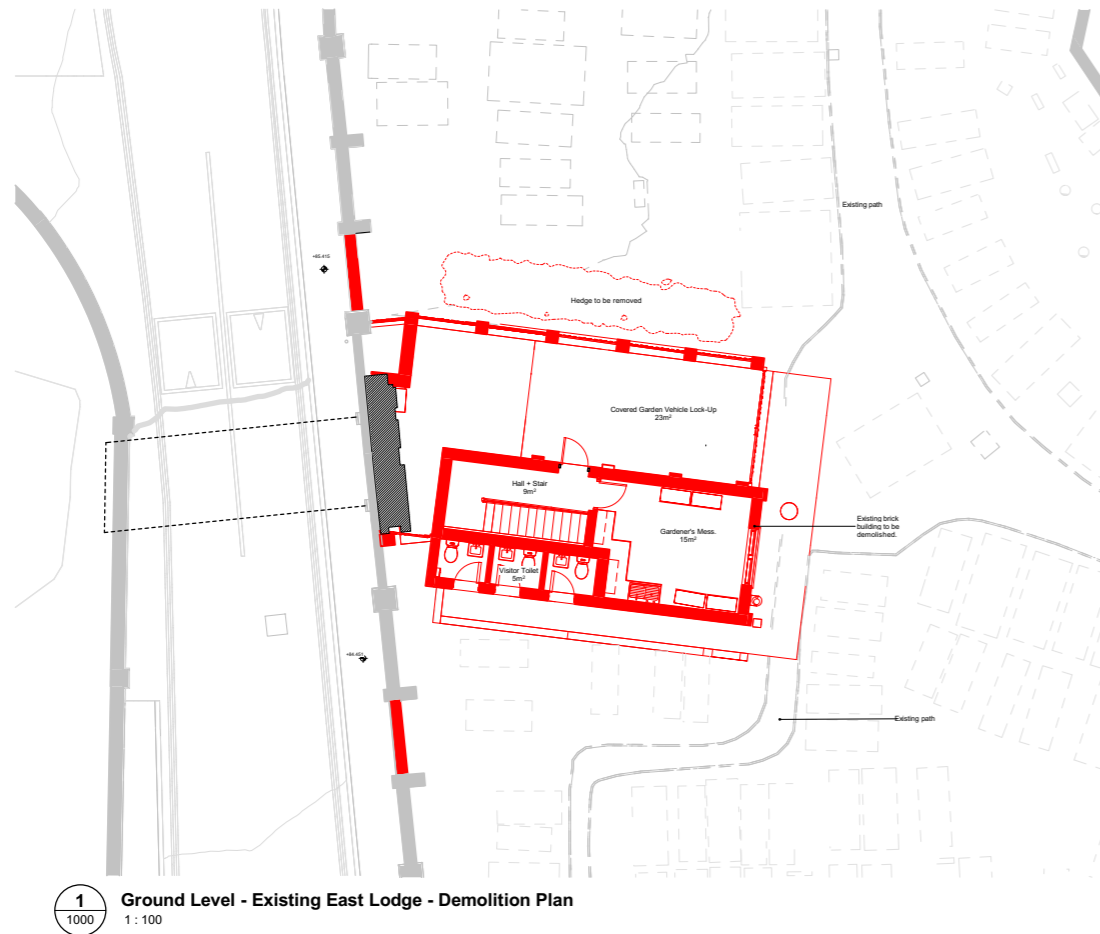 Existing path
+65.415
Hedge to be removed
Covered Garden Vehicle Lock-Up
23m²
Hall + Stair
9m²
Gardener's Mess.
15m²
Existing brick
building to be
demolished.
Visitor Toilet
5m²
+64.451
Existing path
1
1000
Ground Level - Existing East Lodge - Demolition Plan
1 : 100